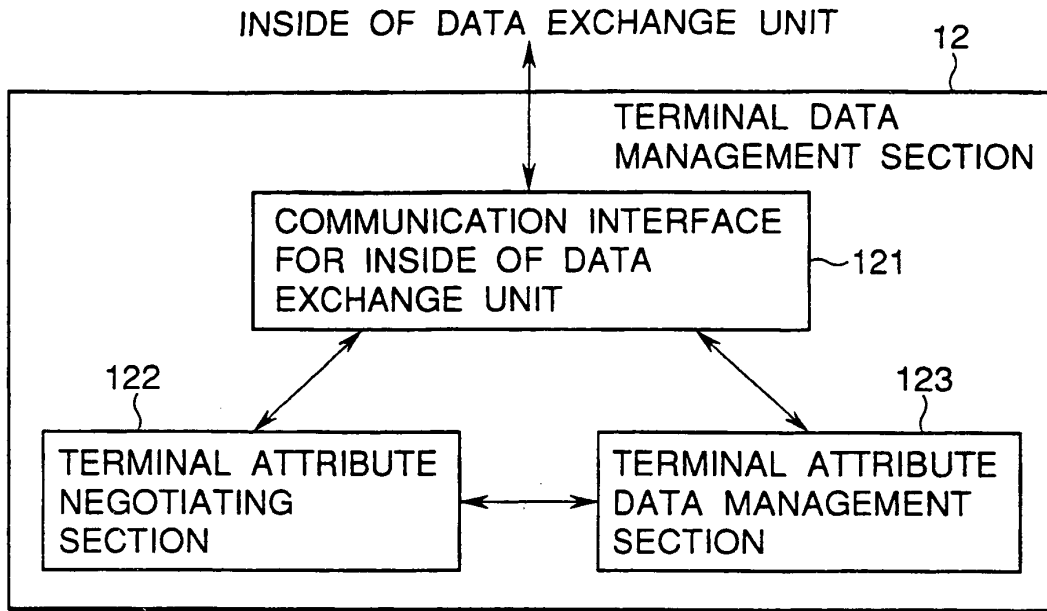 INSIDE OF DATA EXCHANGE UNIT
12
TERMINAL DATA
MANAGEMENT SECTION
COMMUNICATION INTERFACE
FOR INSIDE OF DATA
EXCHANGE UNIT
121
122
123
TERMINAL ATTRIBUTE
NEGOTIATING
SECTION
TERMINAL ATTRIBUTE
DATA MANAGEMENT
SECTION